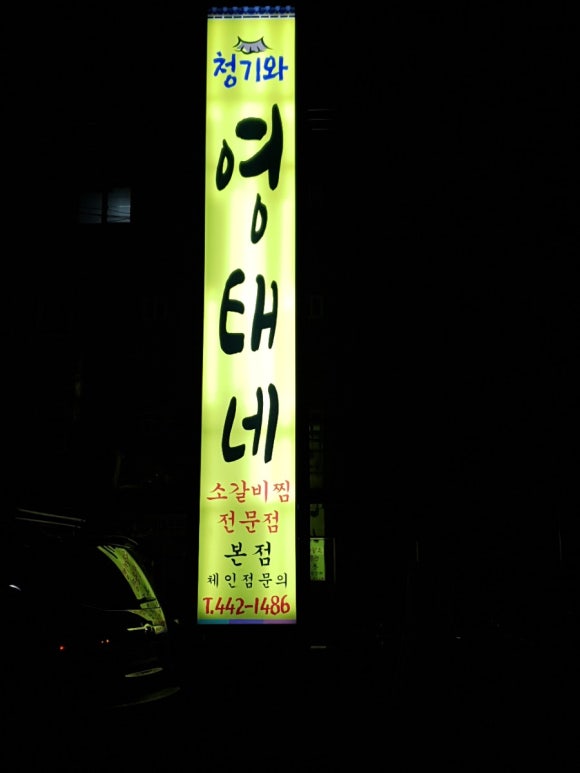 청기와
영태네
소갈비찜
전문점
본점
체인점문의
T.442-1486